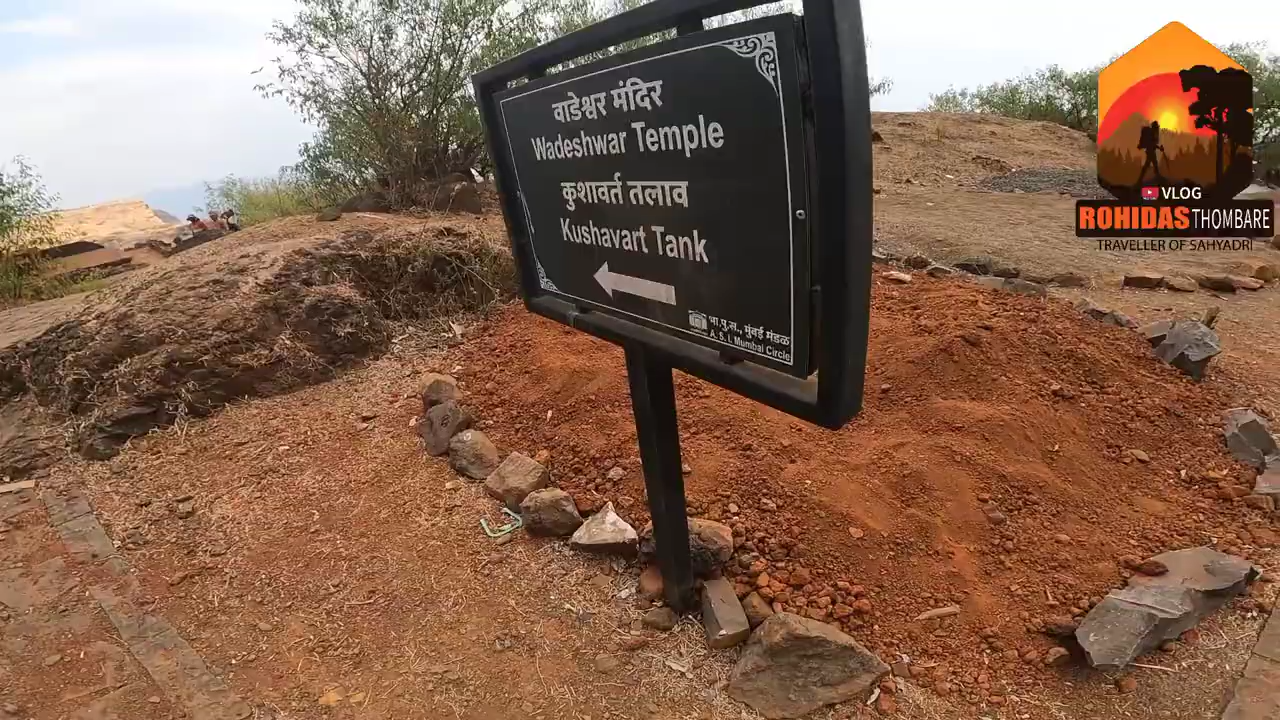 वाडेश्वर मंदिर
Wadeshwar Temple
कुशावर्त तलाव
Kushavart Tank
भा.पु.स., मुंबई मंडळ
A. S. I. Mumbai Circle
VLOG
ROHIDAS THOMBARE
TRAVELLER OF SAHYADRI